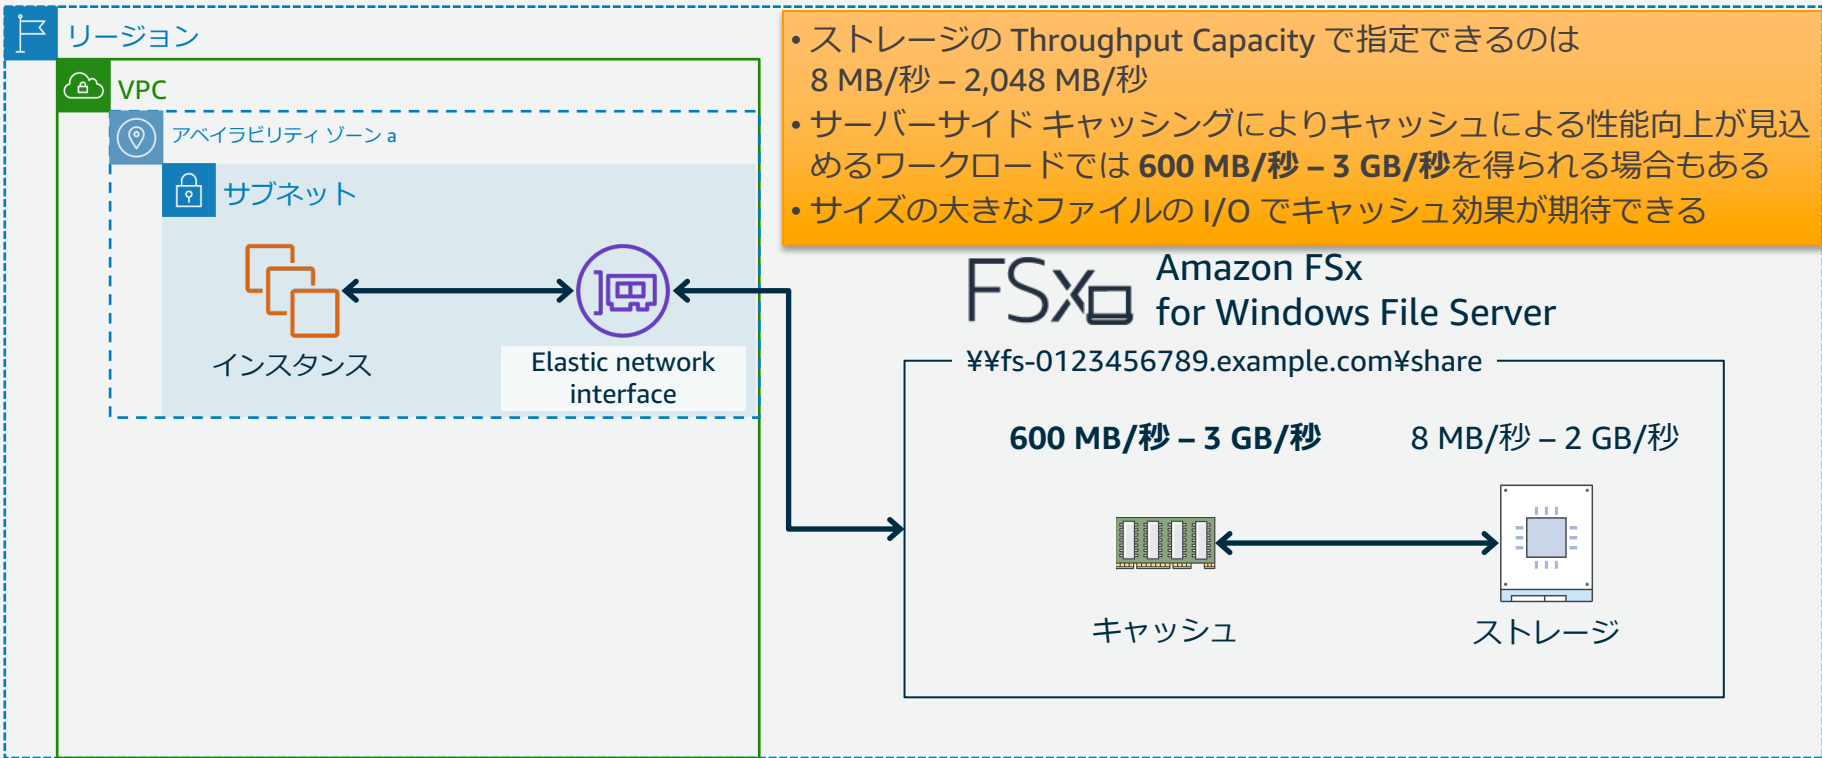 リージョン
VPC
アベイラビリティ ゾーン a
サブネット
インスタンス
Elastic network
interface
• ストレージの Throughput Capacity で指定できるのは
8 MB/秒 – 2,048 MB/秒
• サーバーサイド キャッシングによりキャッシュによる性能向上が見込
めるワークロードでは 600 MB/秒 – 3 GB/秒を得られる場合もある
• サイズの大きなファイルの I/O でキャッシュ効果が期待できる
FSx
Amazon FSx
for Windows File Server
¥¥fs-0123456789.example.com¥share
600 MB/秒 – 3 GB/秒
8 MB/秒 – 2 GB/秒
キャッシュ
ストレージ